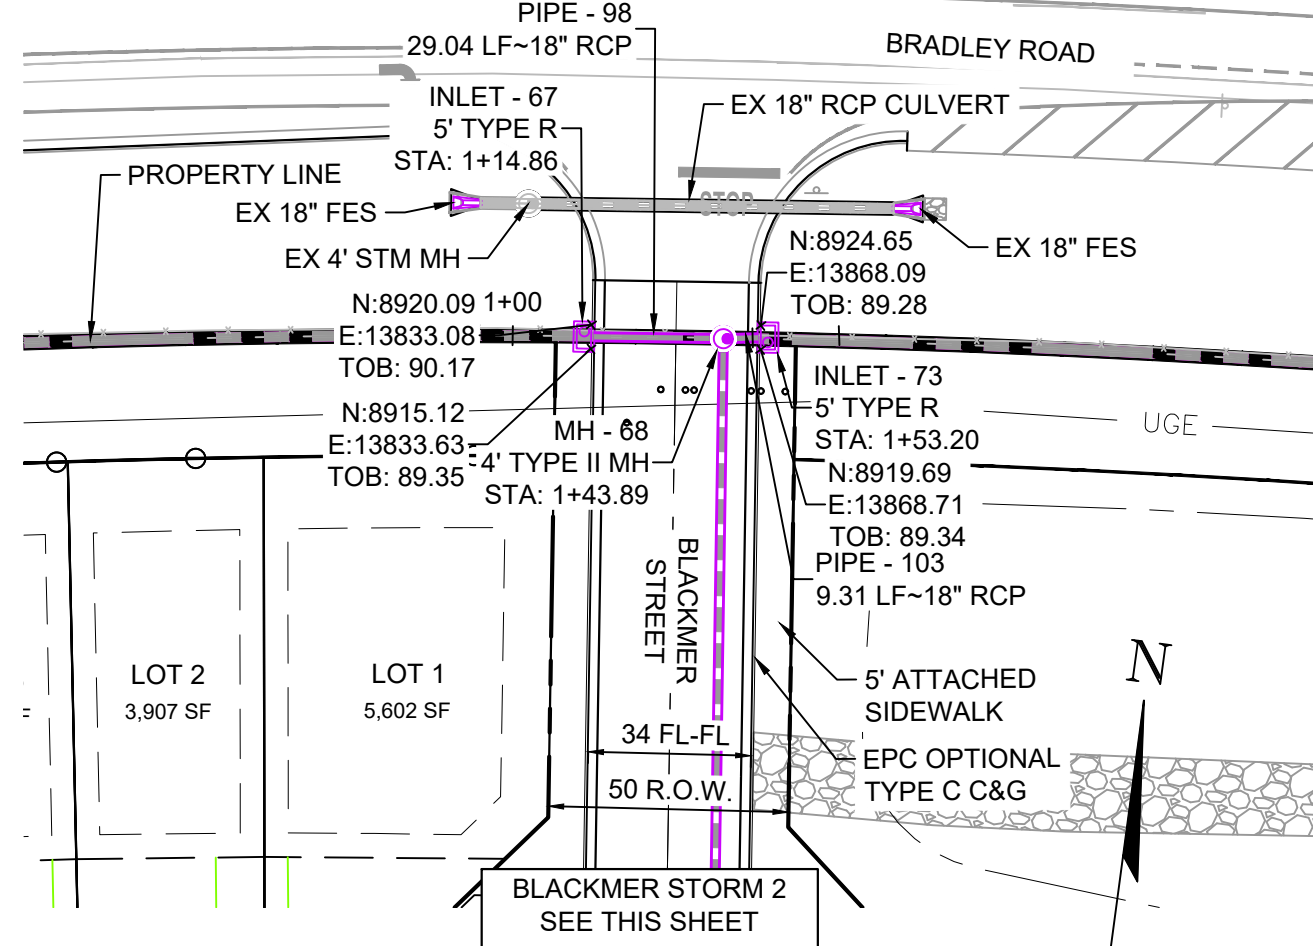 PIPE - 98
29.04 LF~18" RCP
BRADLEY ROAD
INLET - 67
5' TYPE R
STA: 1+14.86
EX 18" RCP CULVERT
PROPERTY LINE
EX 18" FES
STOP
EX 4' STM MH
N:8924.65
E:13868.09
TOB: 89.28
EX 18" FES
N:8920.09
E:13833.08
TOB: 90.17
1+00
N:8915.12
E:13833.63
TOB: 89.35
MH - 68
4' TYPE II MH
STA: 1+43.89
INLET - 73
5' TYPE R
STA: 1+53.20
UGE
N:8919.69
E:13868.71
TOB: 89.34
PIPE - 103
9.31 LF~18" RCP
BLACKMER
STREET
LOT 2
3,907 SF
LOT 1
5,602 SF
N
5' ATTACHED
SIDEWALK
34 FL-FL
EPC OPTIONAL
TYPE C C&G
50 R.O.W.
BLACKMER STORM 2
SEE THIS SHEET